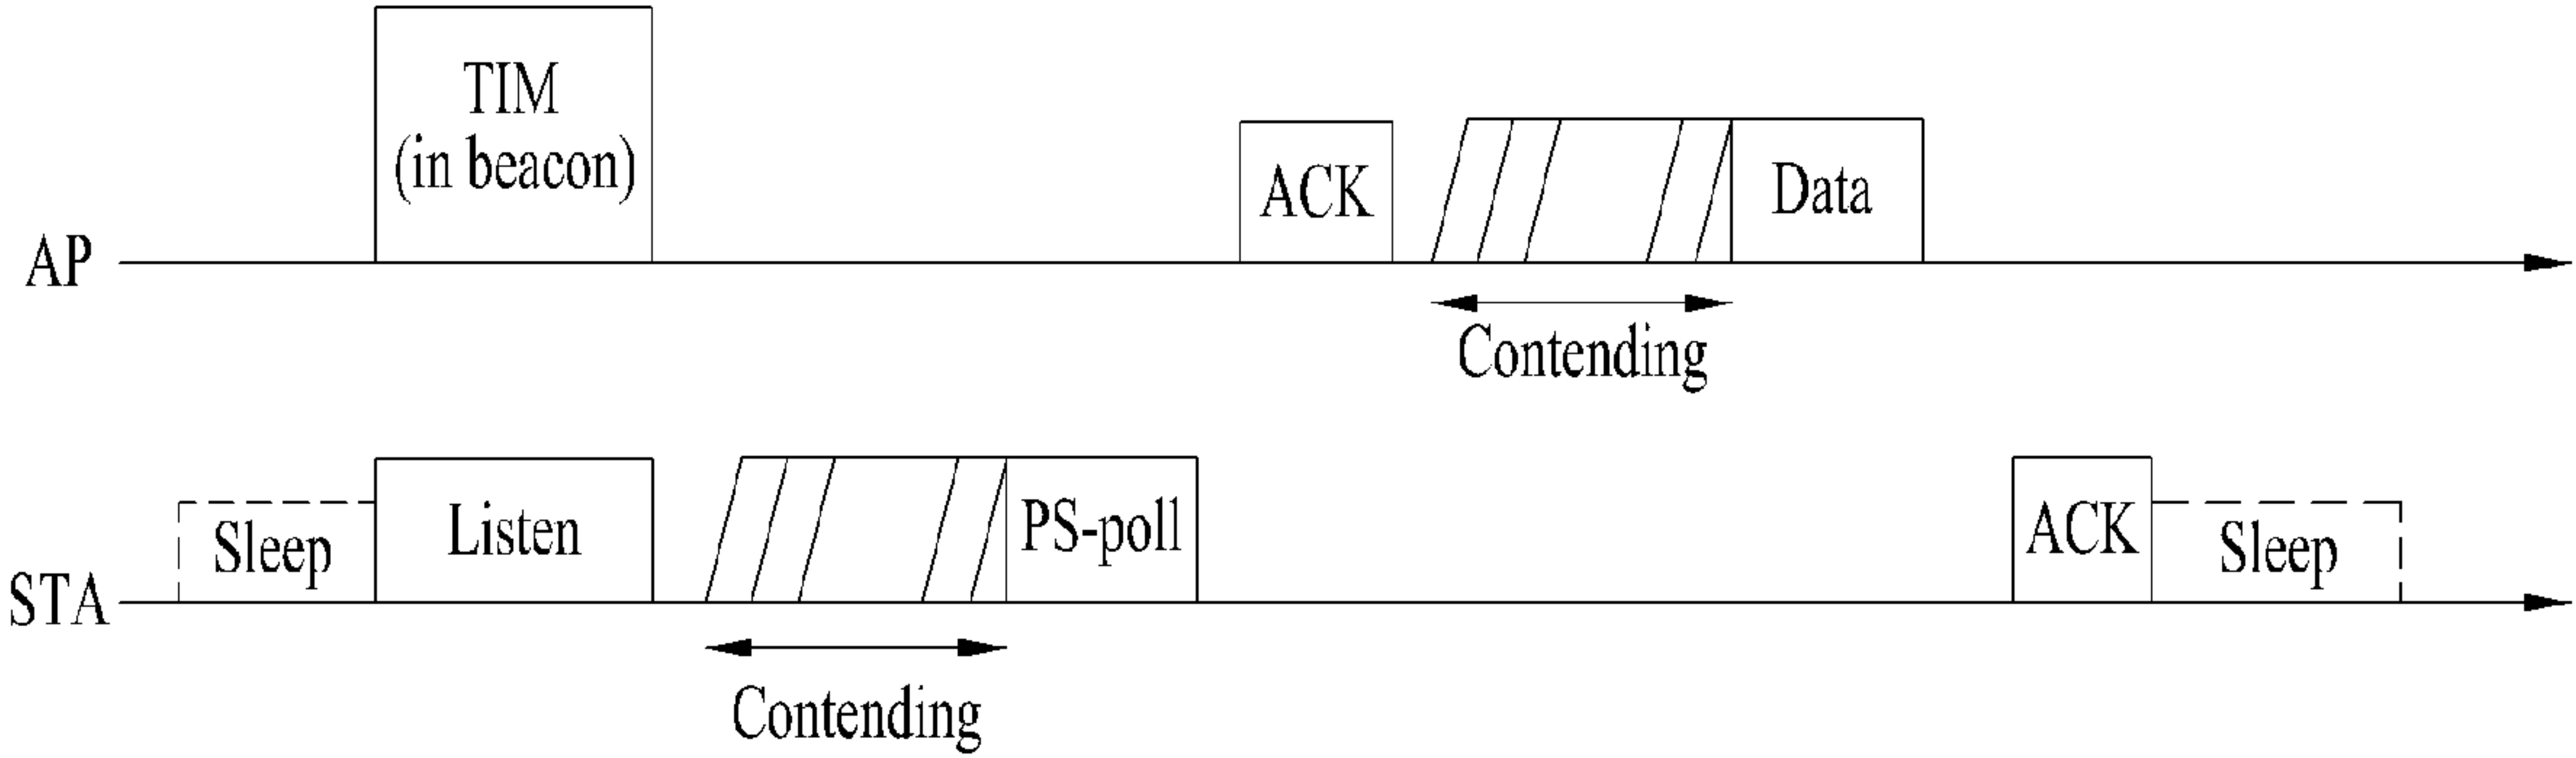 TIM
(in beacon)
ACK
Data
AP
Contending
Sleep
Listen
PS-poll
ACK
Sleep
STA
Contending